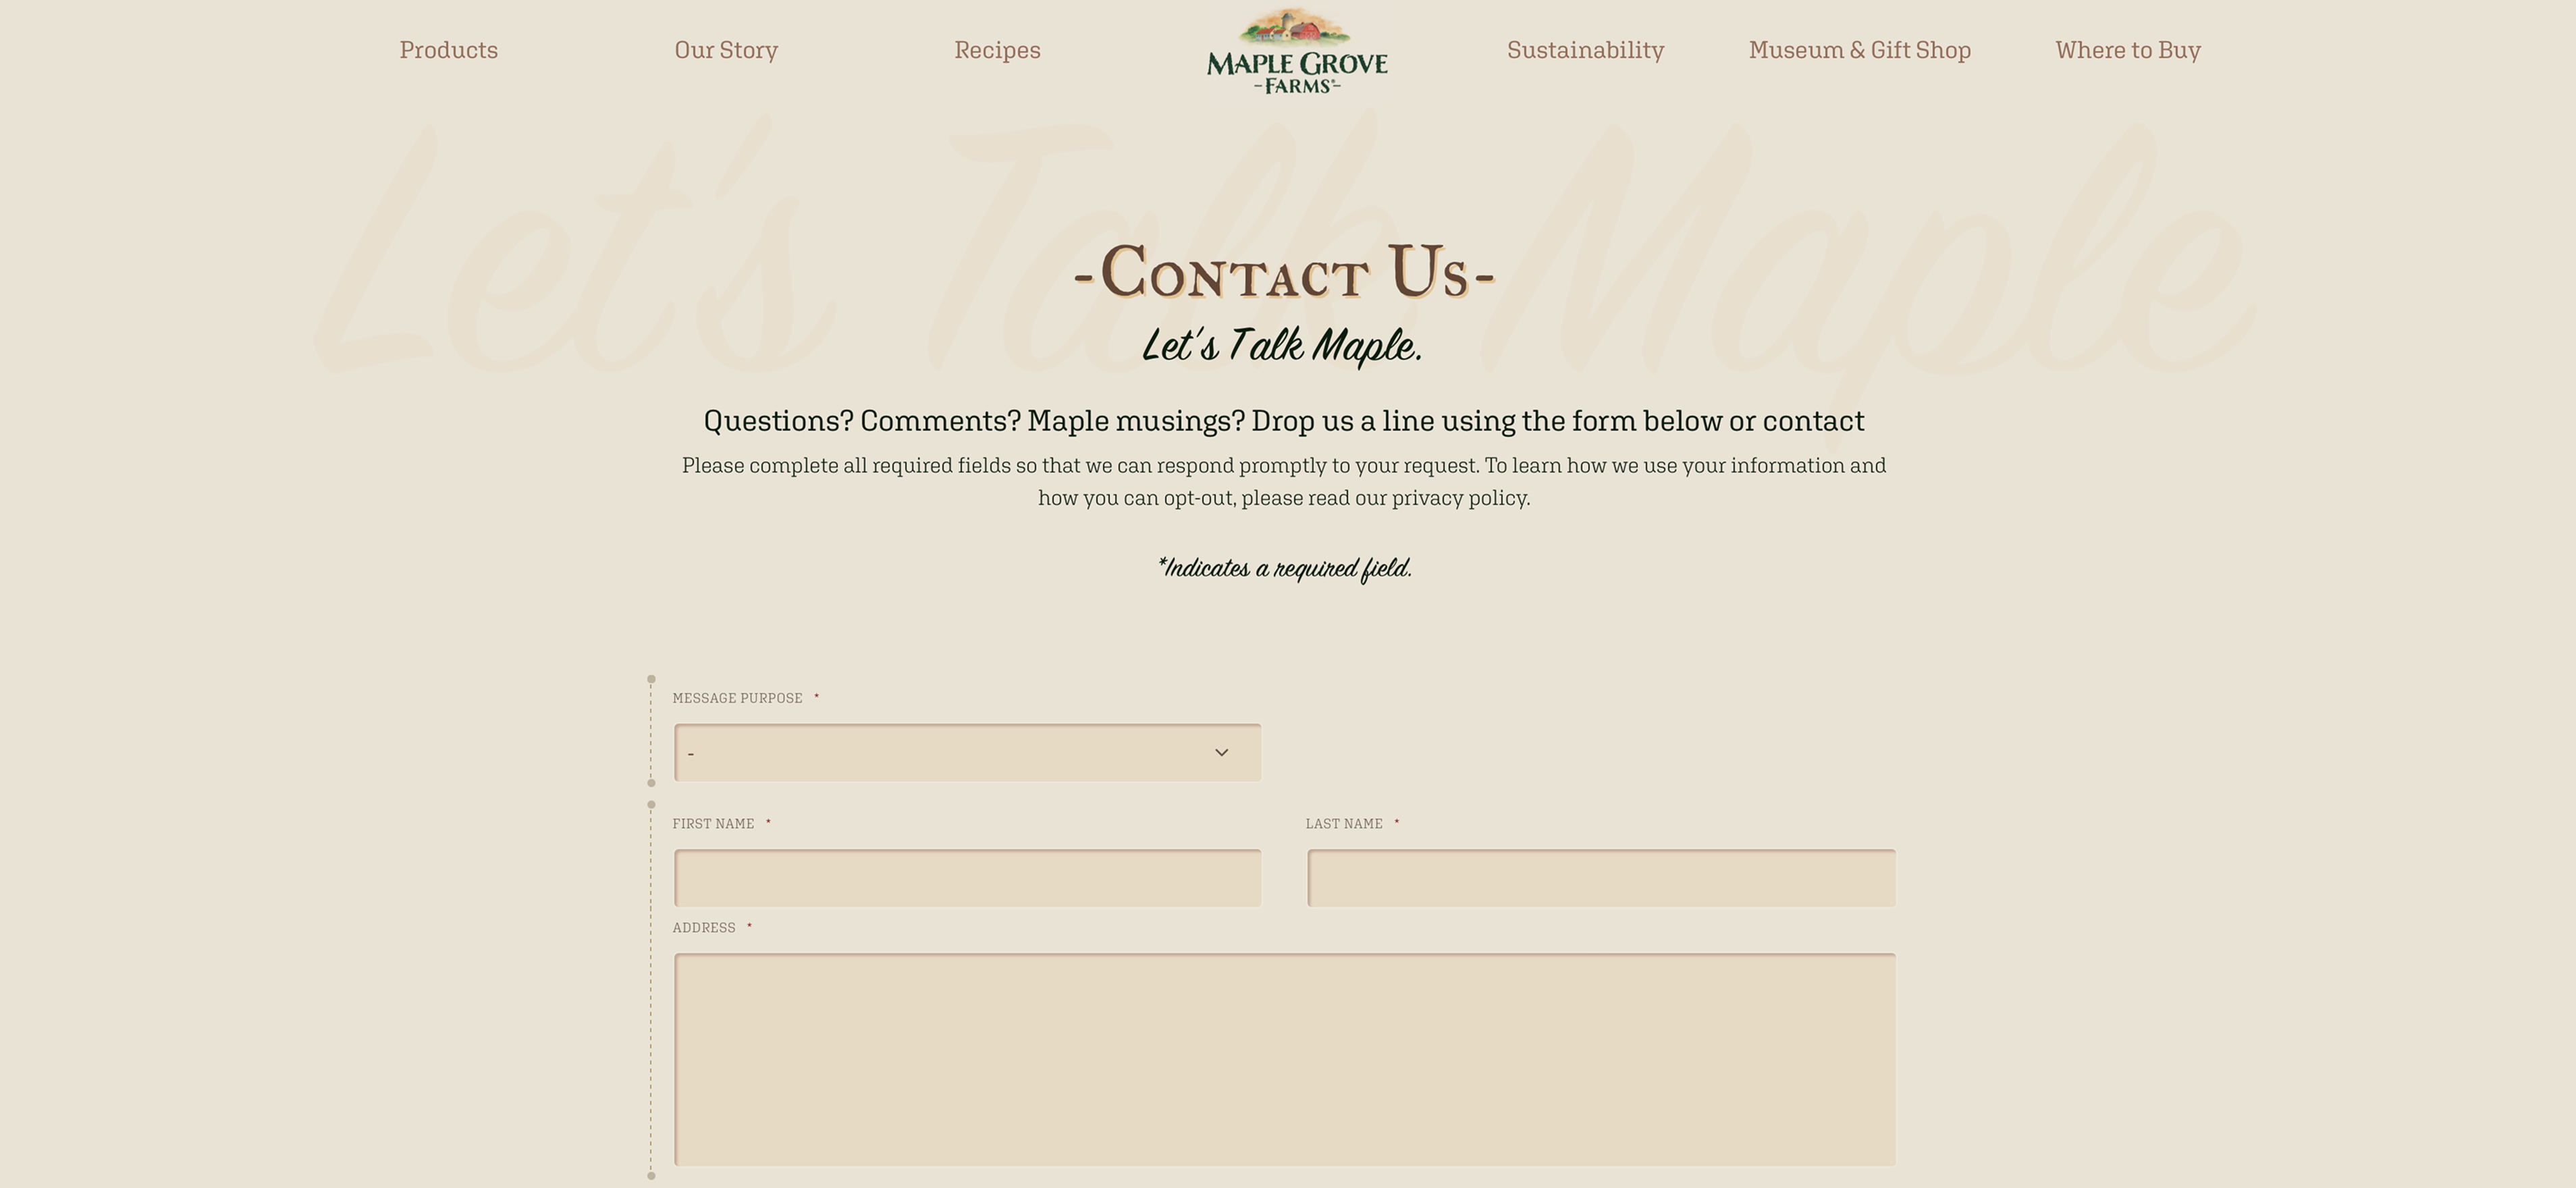 Products
Our Story
Recipes
MAPLE GROVE
-FARMS®-
Sustainability
Museum & Gift Shop
Where to Buy
Let's Talk Maple
-Contact Us-
Let's Talk Maple.
Questions? Comments? Maple musings? Drop us a line using the form below or contact
Please complete all required fields so that we can respond promptly to your request. To learn how we use your information and
how you can opt-out, please read our privacy policy.
*Indicates a required field.
MESSAGE PURPOSE *
-
FIRST NAME *
LAST NAME *
ADDRESS *